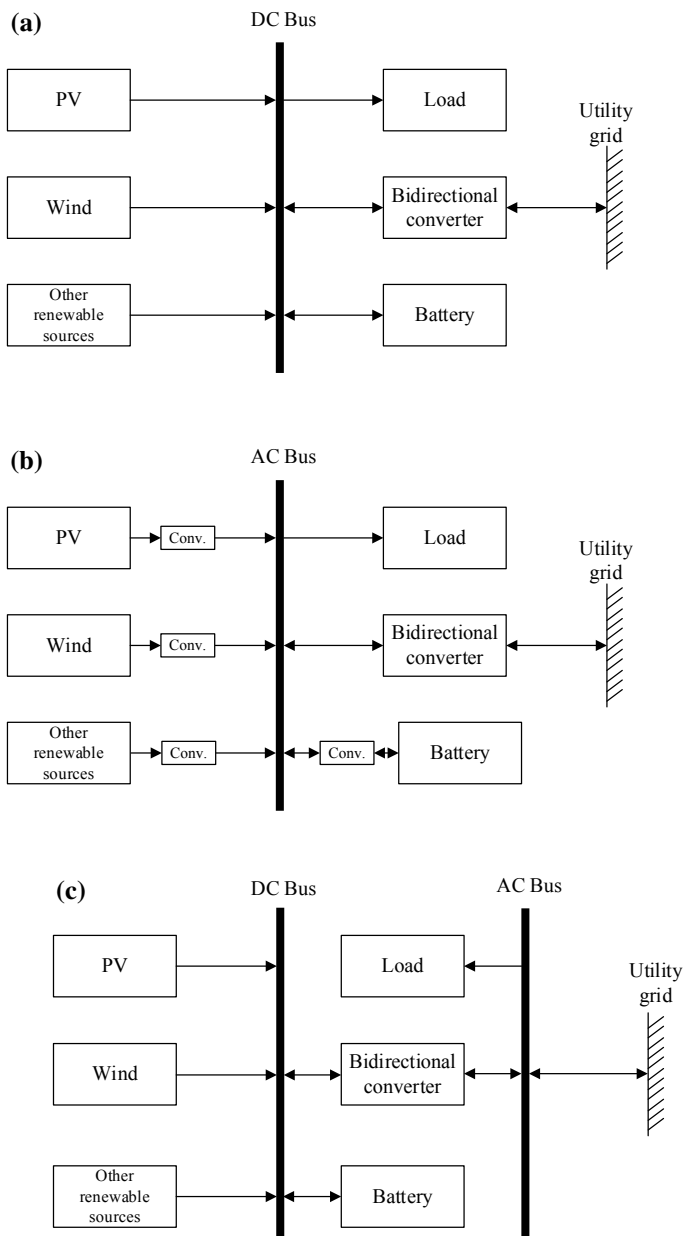 (a)
DC Bus
PV
Load
Utility
grid
Wind
Bidirectional
converter
Other
renewable
sources
Battery
(b)
AC Bus
PV
Conv.
Load
Utility
grid
Wind
Conv.
Bidirectional
converter
Other
renewable
sources
Conv.
Conv.
Battery
(c)
DC Bus
AC Bus
PV
Load
Utility
grid
Wind
Bidirectional
converter
Other
renewable
sources
Battery